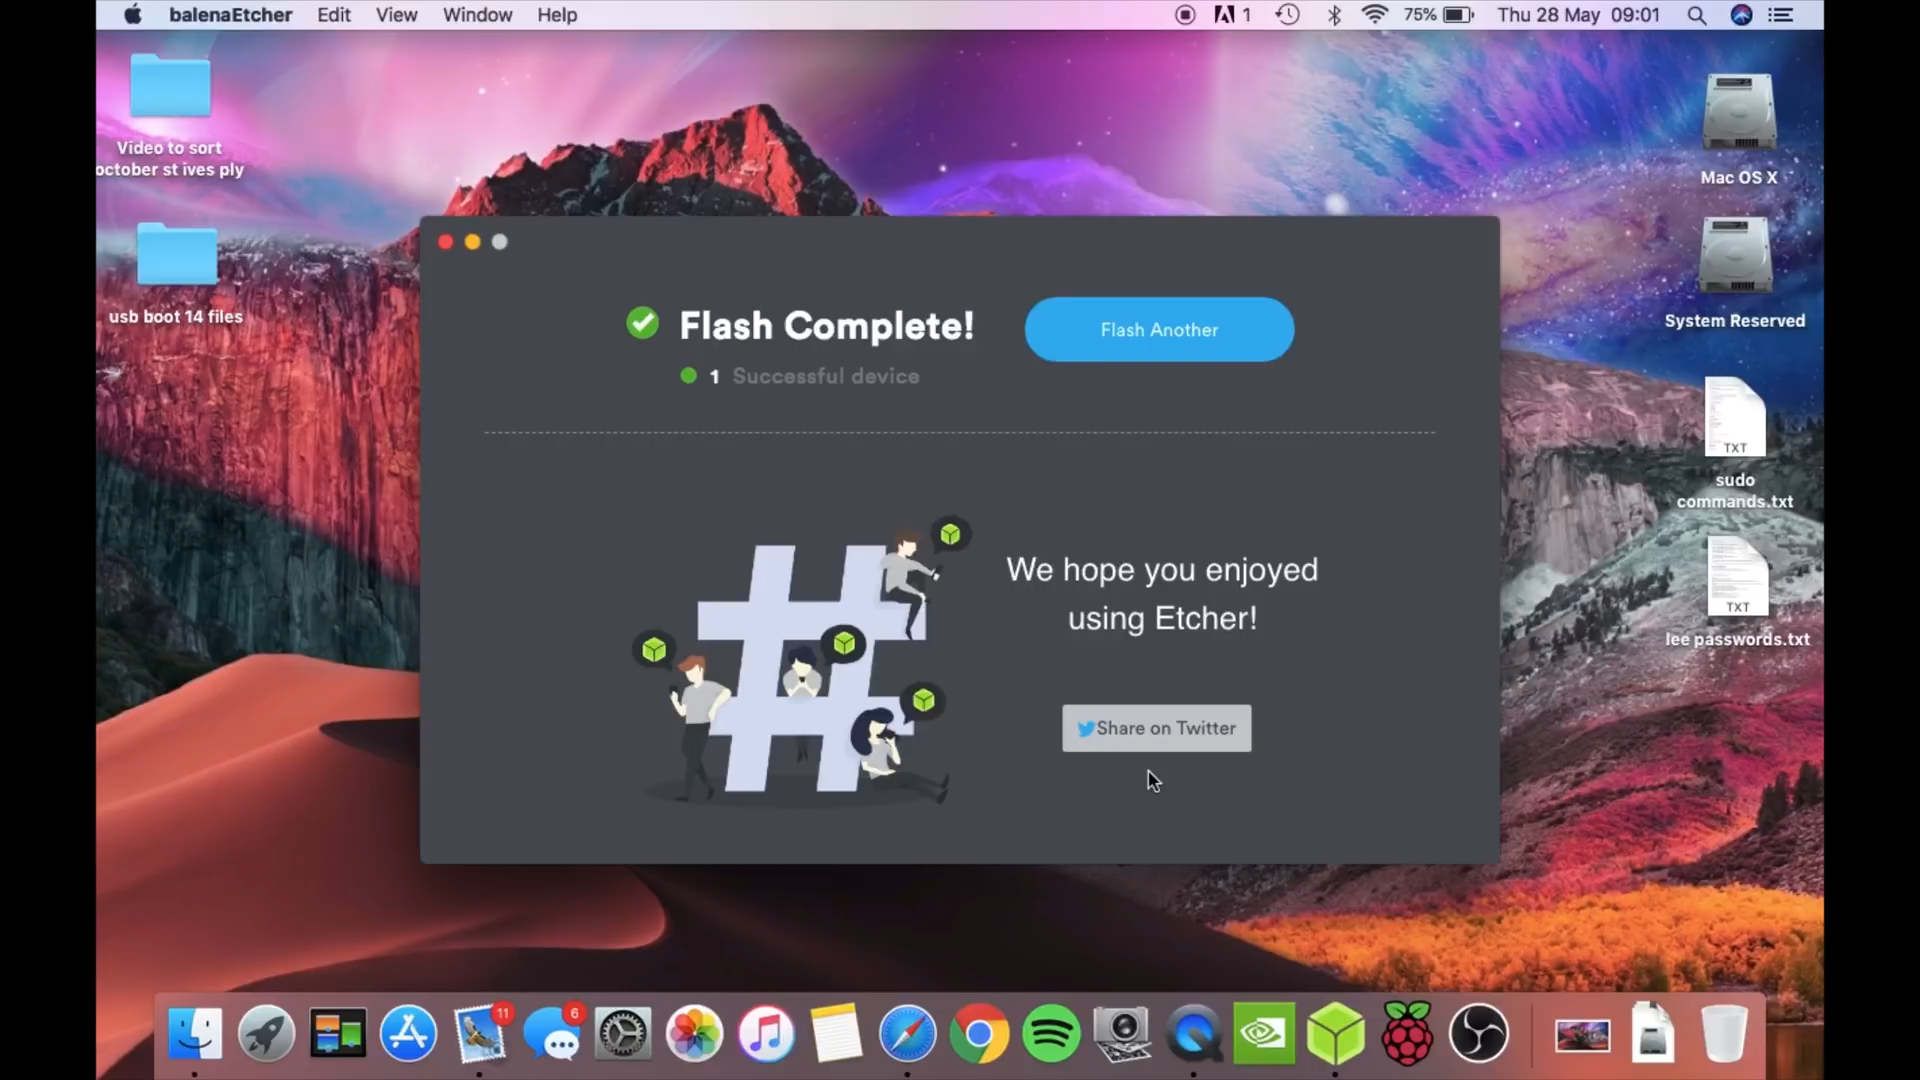 balenaEtcher Edit View Window Help
1 75% Thu 28 May 09:01
Video to sort
october st ives ply
usb boot 14 files
Mac OS X
System Reserved
TXT
sudo
commands.txt
TXT
lee passwords.txt
Flash Complete!
Flash Another
1 Successful device
We hope you enjoyed
using Etcher!
Share on Twitter
11
6